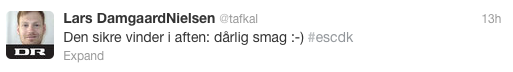 Lars DamgaardNielsen @tafkal 13h
Den sikre vinder i aften: dårlig smag :-) #escdk
DR Expand